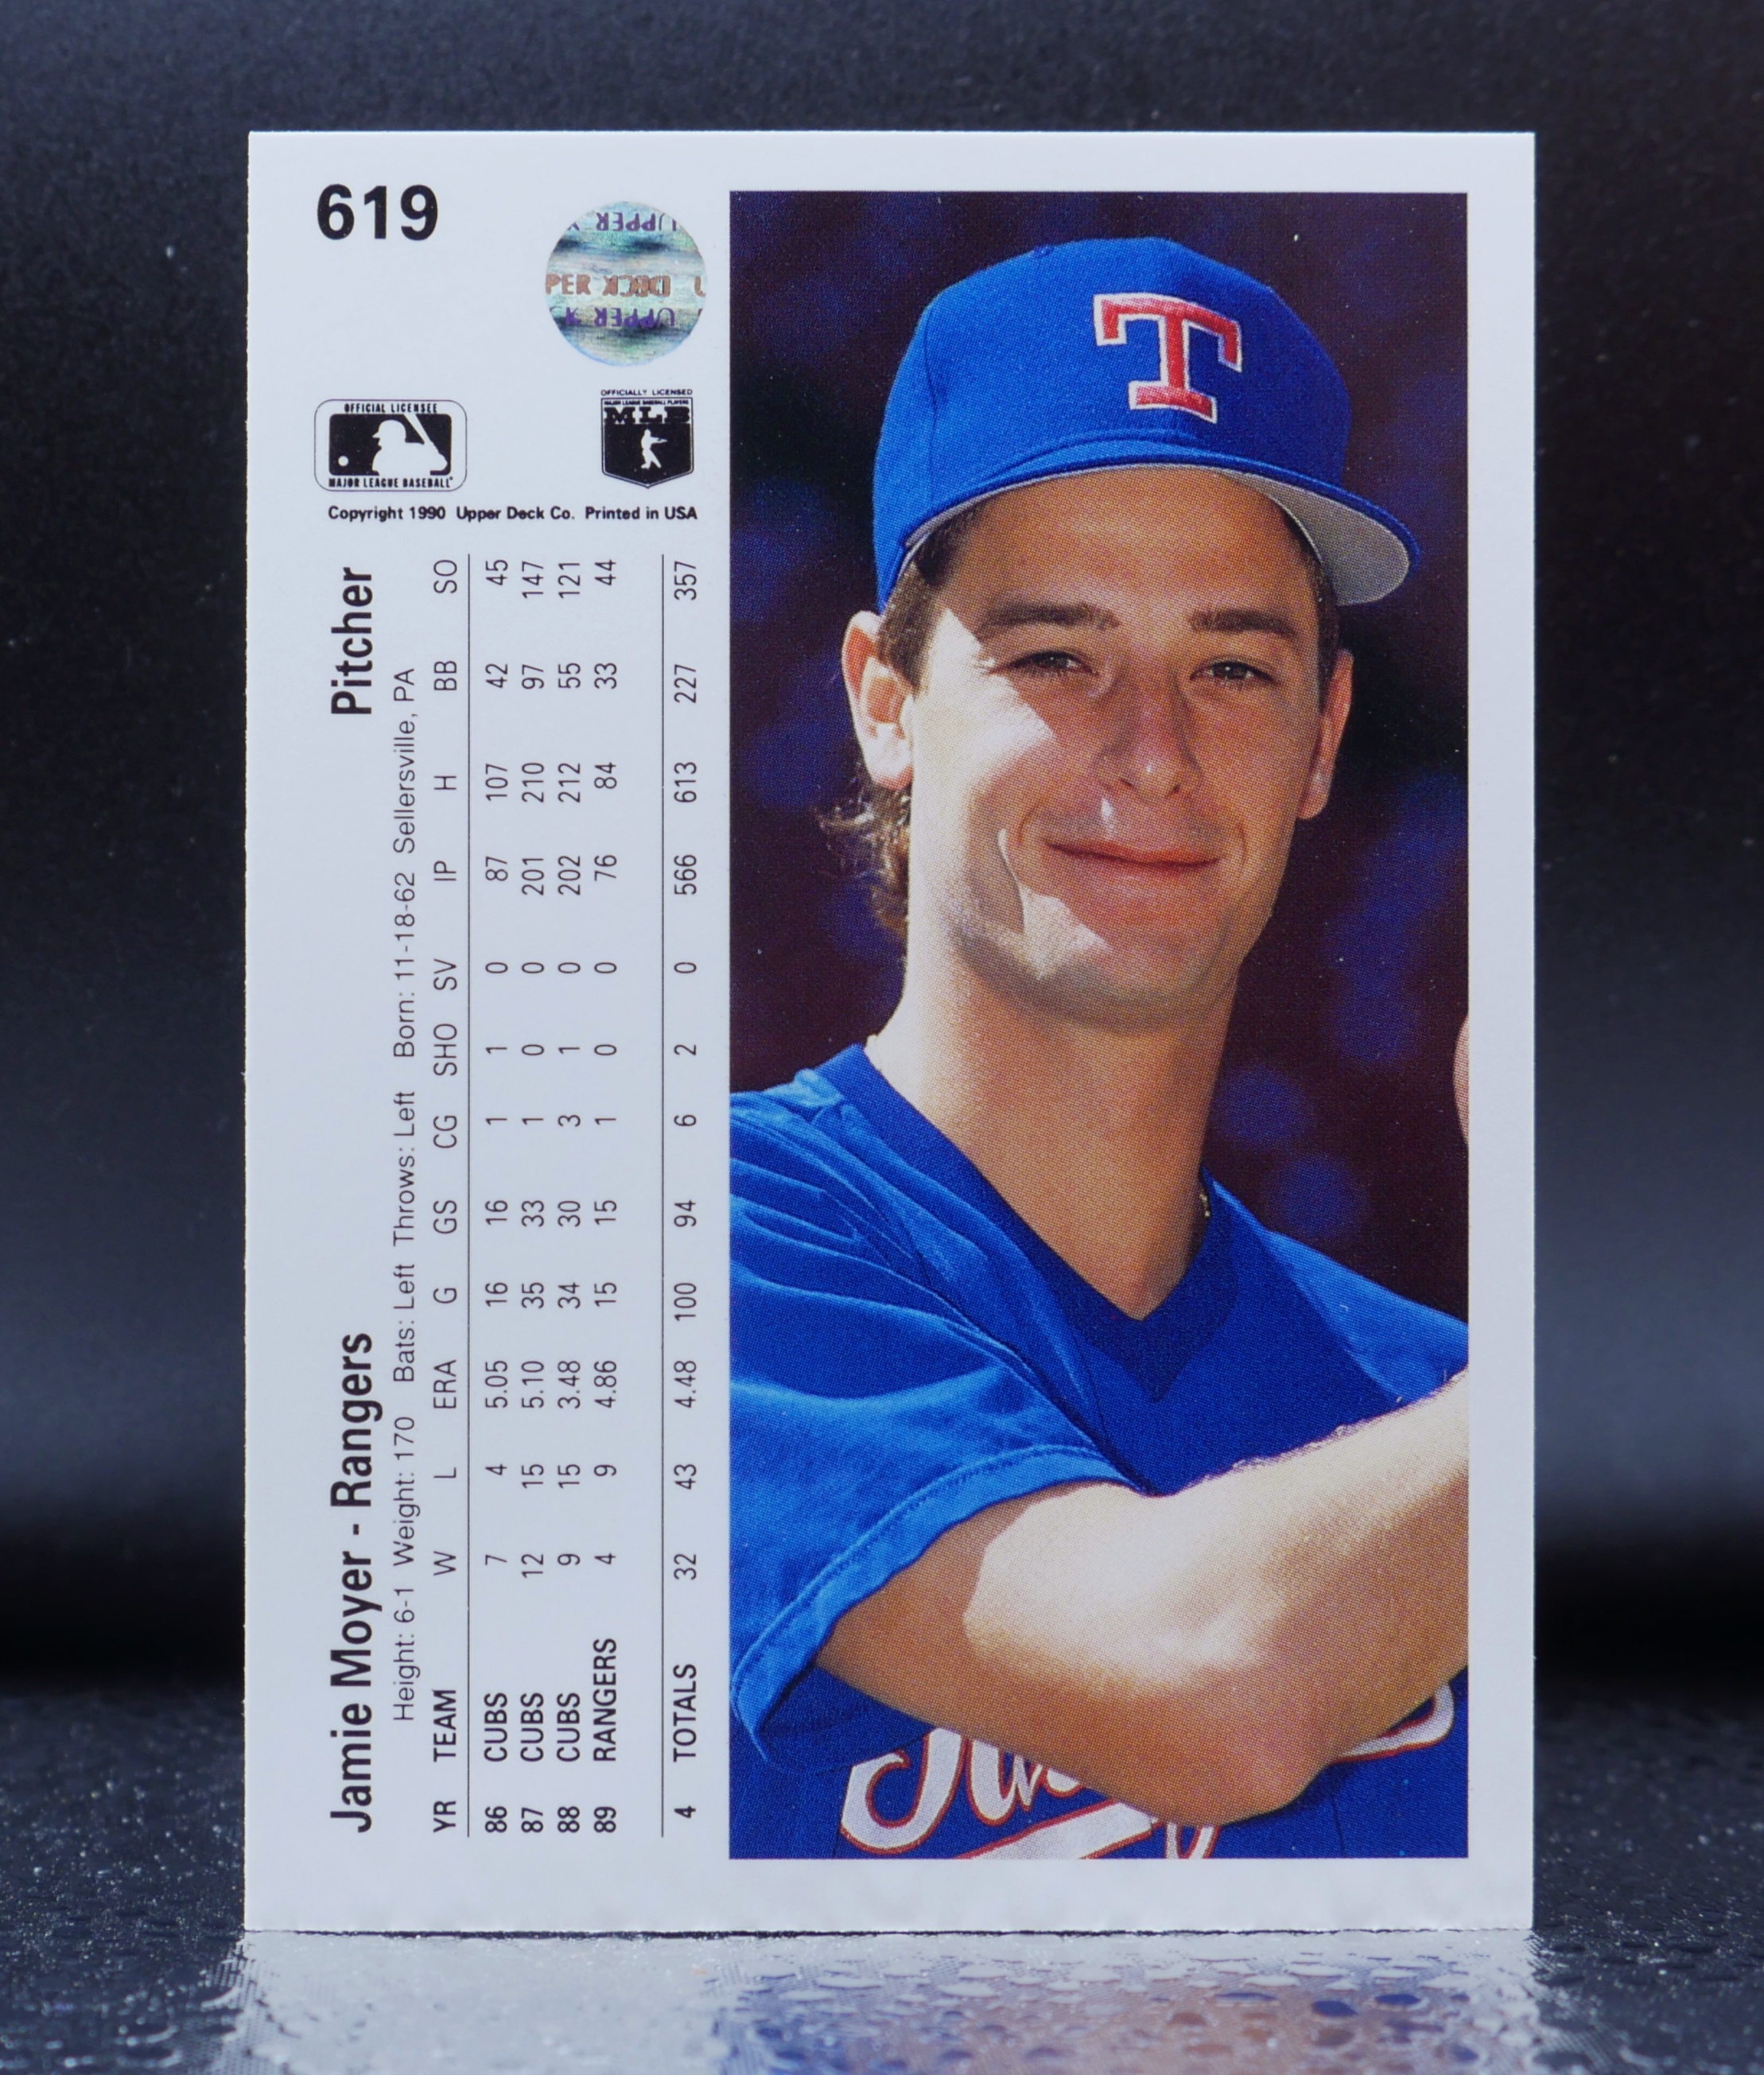 619
UPPER
PER DECK U
UPPER
OFFICIAL LICENSEE
MAJOR LEAGUE BASEBALL
OFFICIALLY LICENSED
MAJOR LEAGUE BASEBALL PLAYERS
MLB
Copyright 1990 Upper Deck Co. Printed in USA
Jamie Moyer - Rangers Pitcher
Height: 6-1 Weight: 170 Bats: Left Throws: Left Born: 11-18-62 Sellersville, PA
YR TEAM W L ERA G GS CG SHO SV IP H BB SO
86 CUBS 7 4 5.05 16 16 1 1 0 87 107 42 45
87 CUBS 12 15 5.10 35 33 1 0 0 201 210 97 147
88 CUBS 9 15 3.48 34 30 3 1 0 202 212 55 121
89 RANGERS 4 9 4.86 15 15 1 0 0 76 84 33 44
4 TOTALS 32 43 4.48 100 94 6 2 0 566 613 227 357
T